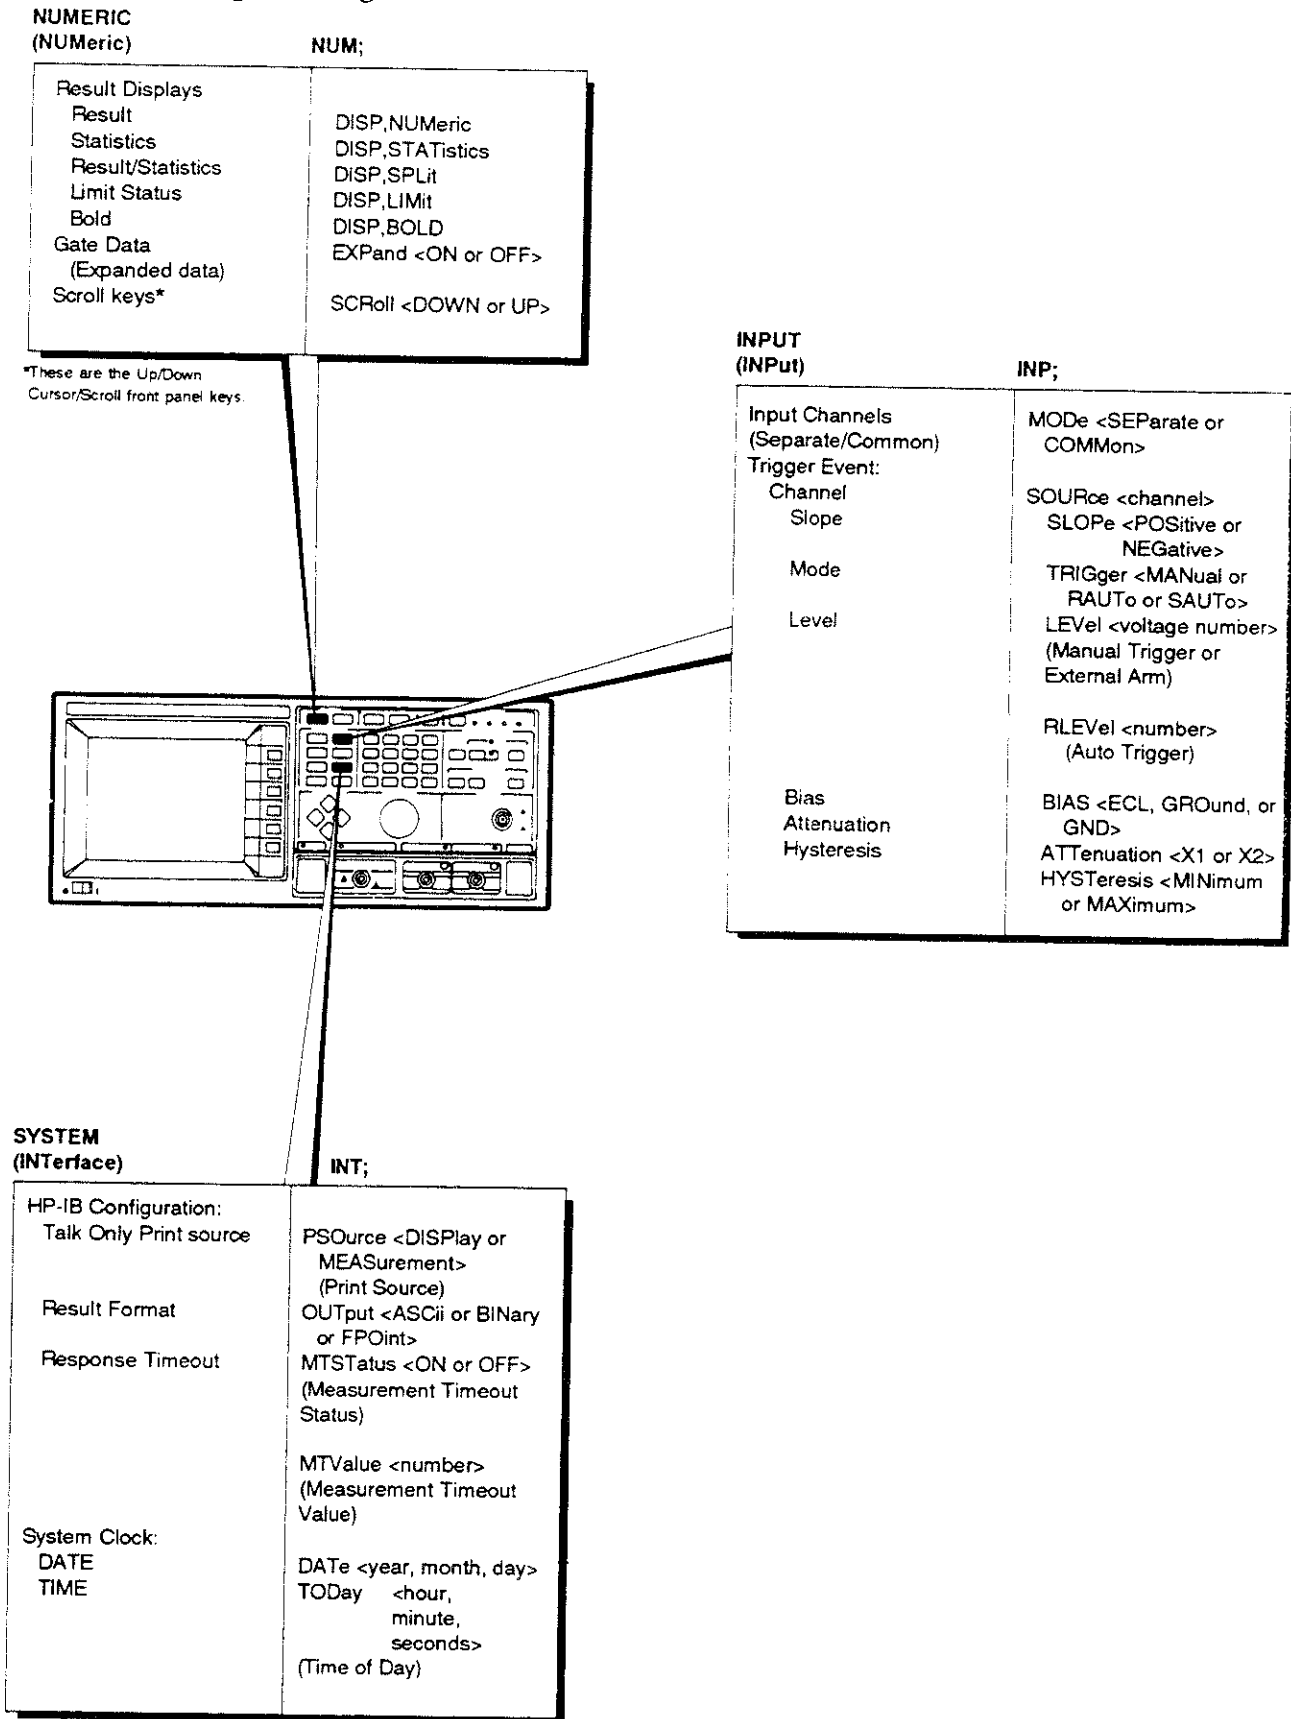 NUMERIC
(NUMeric) NUM;
Result Displays
Result DISP,NUMeric
Statistics DISP,STATistics
Result/Statistics DISP,SPLit
Limit Status DISP,LIMit
Bold DISP,BOLD
Gate Data EXPand <ON or OFF>
(Expanded data)
Scroll keys* SCRoll <DOWN or UP>
*These are the Up/Down
Cursor/Scroll front panel keys.
INPUT
(INPut) INP;
Input Channels MODe <SEParate or
(Separate/Common) COMMon>
Trigger Event:
Channel SOURce <channel>
Slope SLOPe <POSitive or
NEGative>
Mode TRIGger <MANual or
RAUTo or SAUTo>
Level LEVel <voltage number>
(Manual Trigger or
External Arm)
RLEVel <number>
(Auto Trigger)
Bias BIAS <ECL, GROund, or
GND>
Attenuation ATTenuation <X1 or X2>
Hysteresis HYSTeresis <MINimum
or MAXimum>
SYSTEM
(INTerface) INT;
HP-IB Configuration:
Talk Only Print source PSOurce <DISPlay or
MEASurement>
(Print Source)
Result Format OUTput <ASCii or BINary
or FPOint>
Response Timeout MTSTatus <ON or OFF>
(Measurement Timeout
Status)
MTValue <number>
(Measurement Timeout
Value)
System Clock:
DATE DATe <year, month, day>
TIME TODay <hour,
minute,
seconds>
(Time of Day)